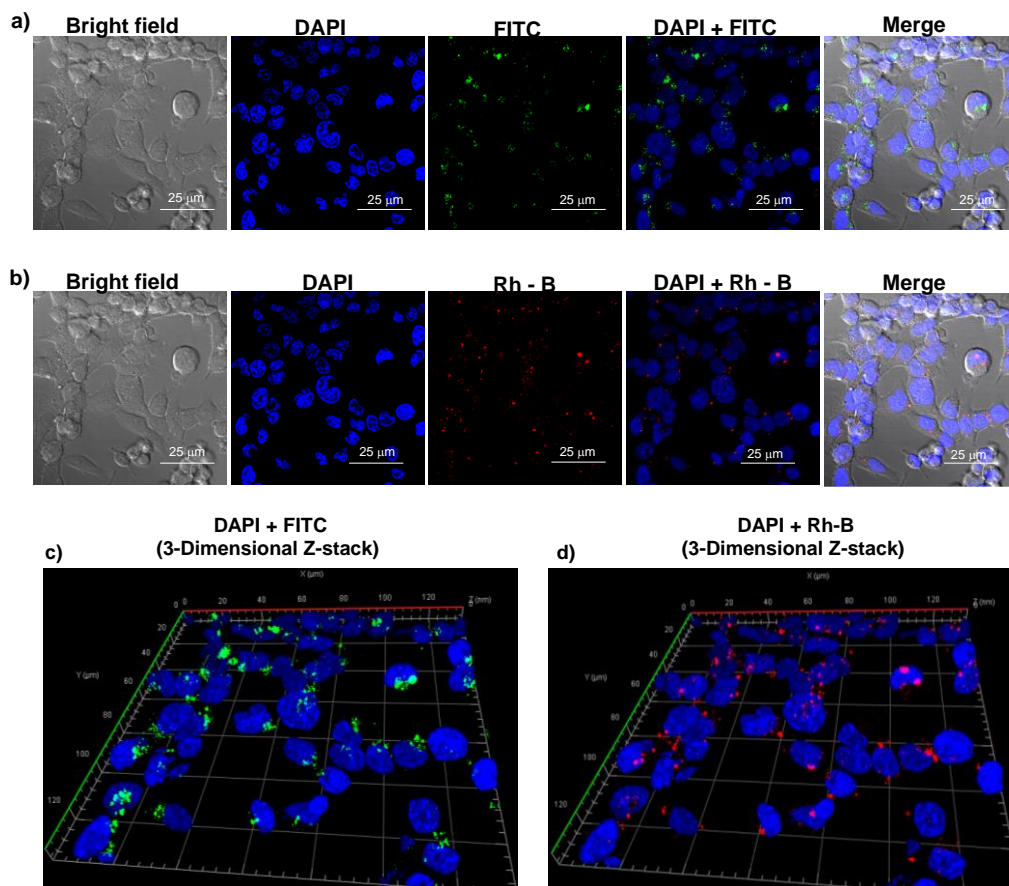 a)
Bright field
DAPI
FITC
DAPI + FITC
Merge
25 μm
25 μm
25 μm
25 μm
25 μm
b)
Bright field
DAPI
Rh - B
DAPI + Rh - B
Merge
25 μm
25 μm
25 μm
25 μm
25 μm
c)
DAPI + FITC
(3-Dimensional Z-stack)
X (μm)
Z (nm)
0
20
40
60
80
100
120
0
0
20
40
Y (μm)
60
80
100
120
d)
DAPI + Rh-B
(3-Dimensional Z-stack)
X (μm)
Z (nm)
0
20
40
60
80
100
120
0
0
20
40
Y (μm)
60
80
100
120